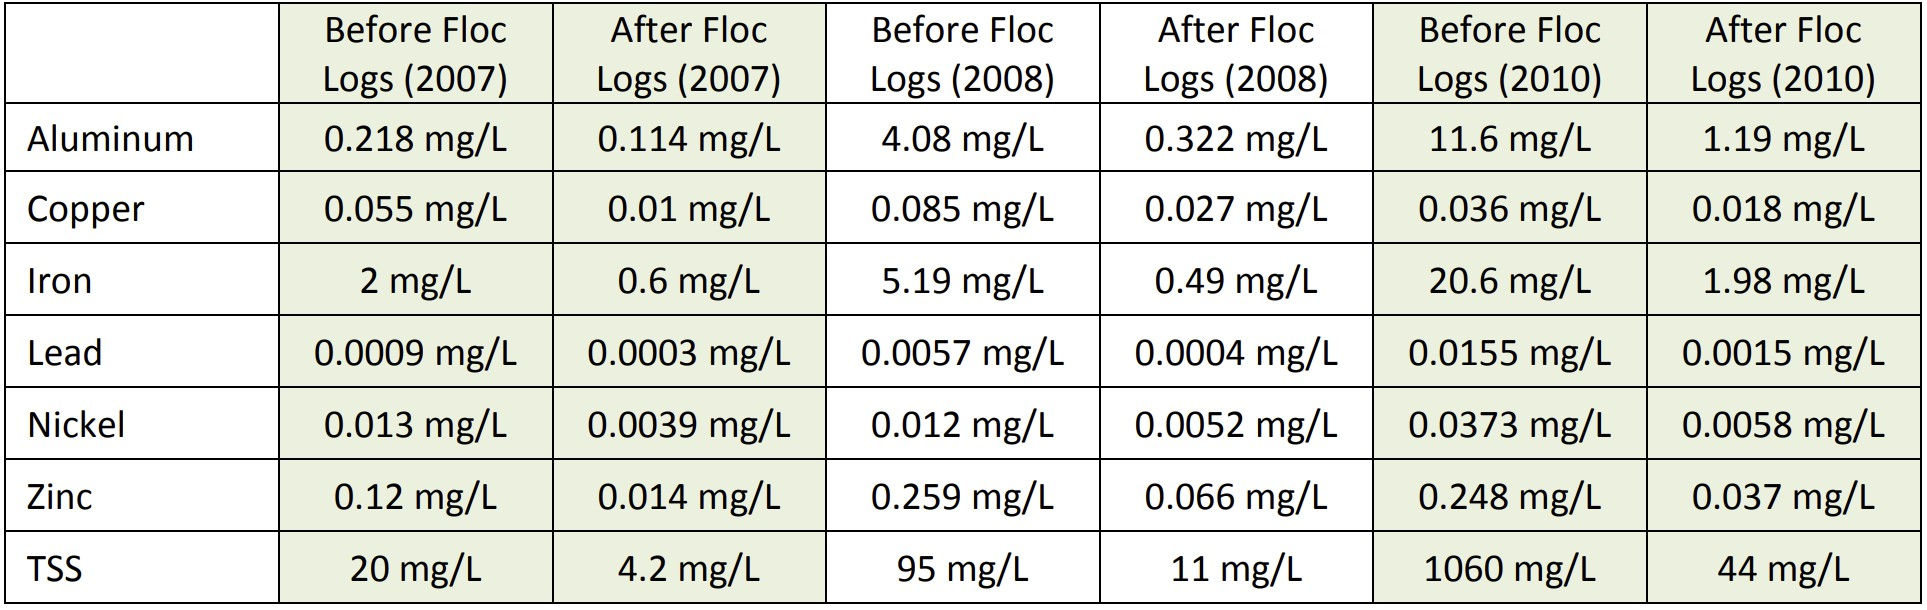 Before Floc Logs (2007) After Floc Logs (2007) Before Floc Logs (2008) After Floc Logs (2008) Before Floc Logs (2010) After Floc Logs (2010)
Aluminum 0.218 mg/L 0.114 mg/L 4.08 mg/L 0.322 mg/L 11.6 mg/L 1.19 mg/L
Copper 0.055 mg/L 0.01 mg/L 0.085 mg/L 0.027 mg/L 0.036 mg/L 0.018 mg/L
Iron 2 mg/L 0.6 mg/L 5.19 mg/L 0.49 mg/L 20.6 mg/L 1.98 mg/L
Lead 0.0009 mg/L 0.0003 mg/L 0.0057 mg/L 0.0004 mg/L 0.0155 mg/L 0.0015 mg/L
Nickel 0.013 mg/L 0.0039 mg/L 0.012 mg/L 0.0052 mg/L 0.0373 mg/L 0.0058 mg/L
Zinc 0.12 mg/L 0.014 mg/L 0.259 mg/L 0.066 mg/L 0.248 mg/L 0.037 mg/L
TSS 20 mg/L 4.2 mg/L 95 mg/L 11 mg/L 1060 mg/L 44 mg/L